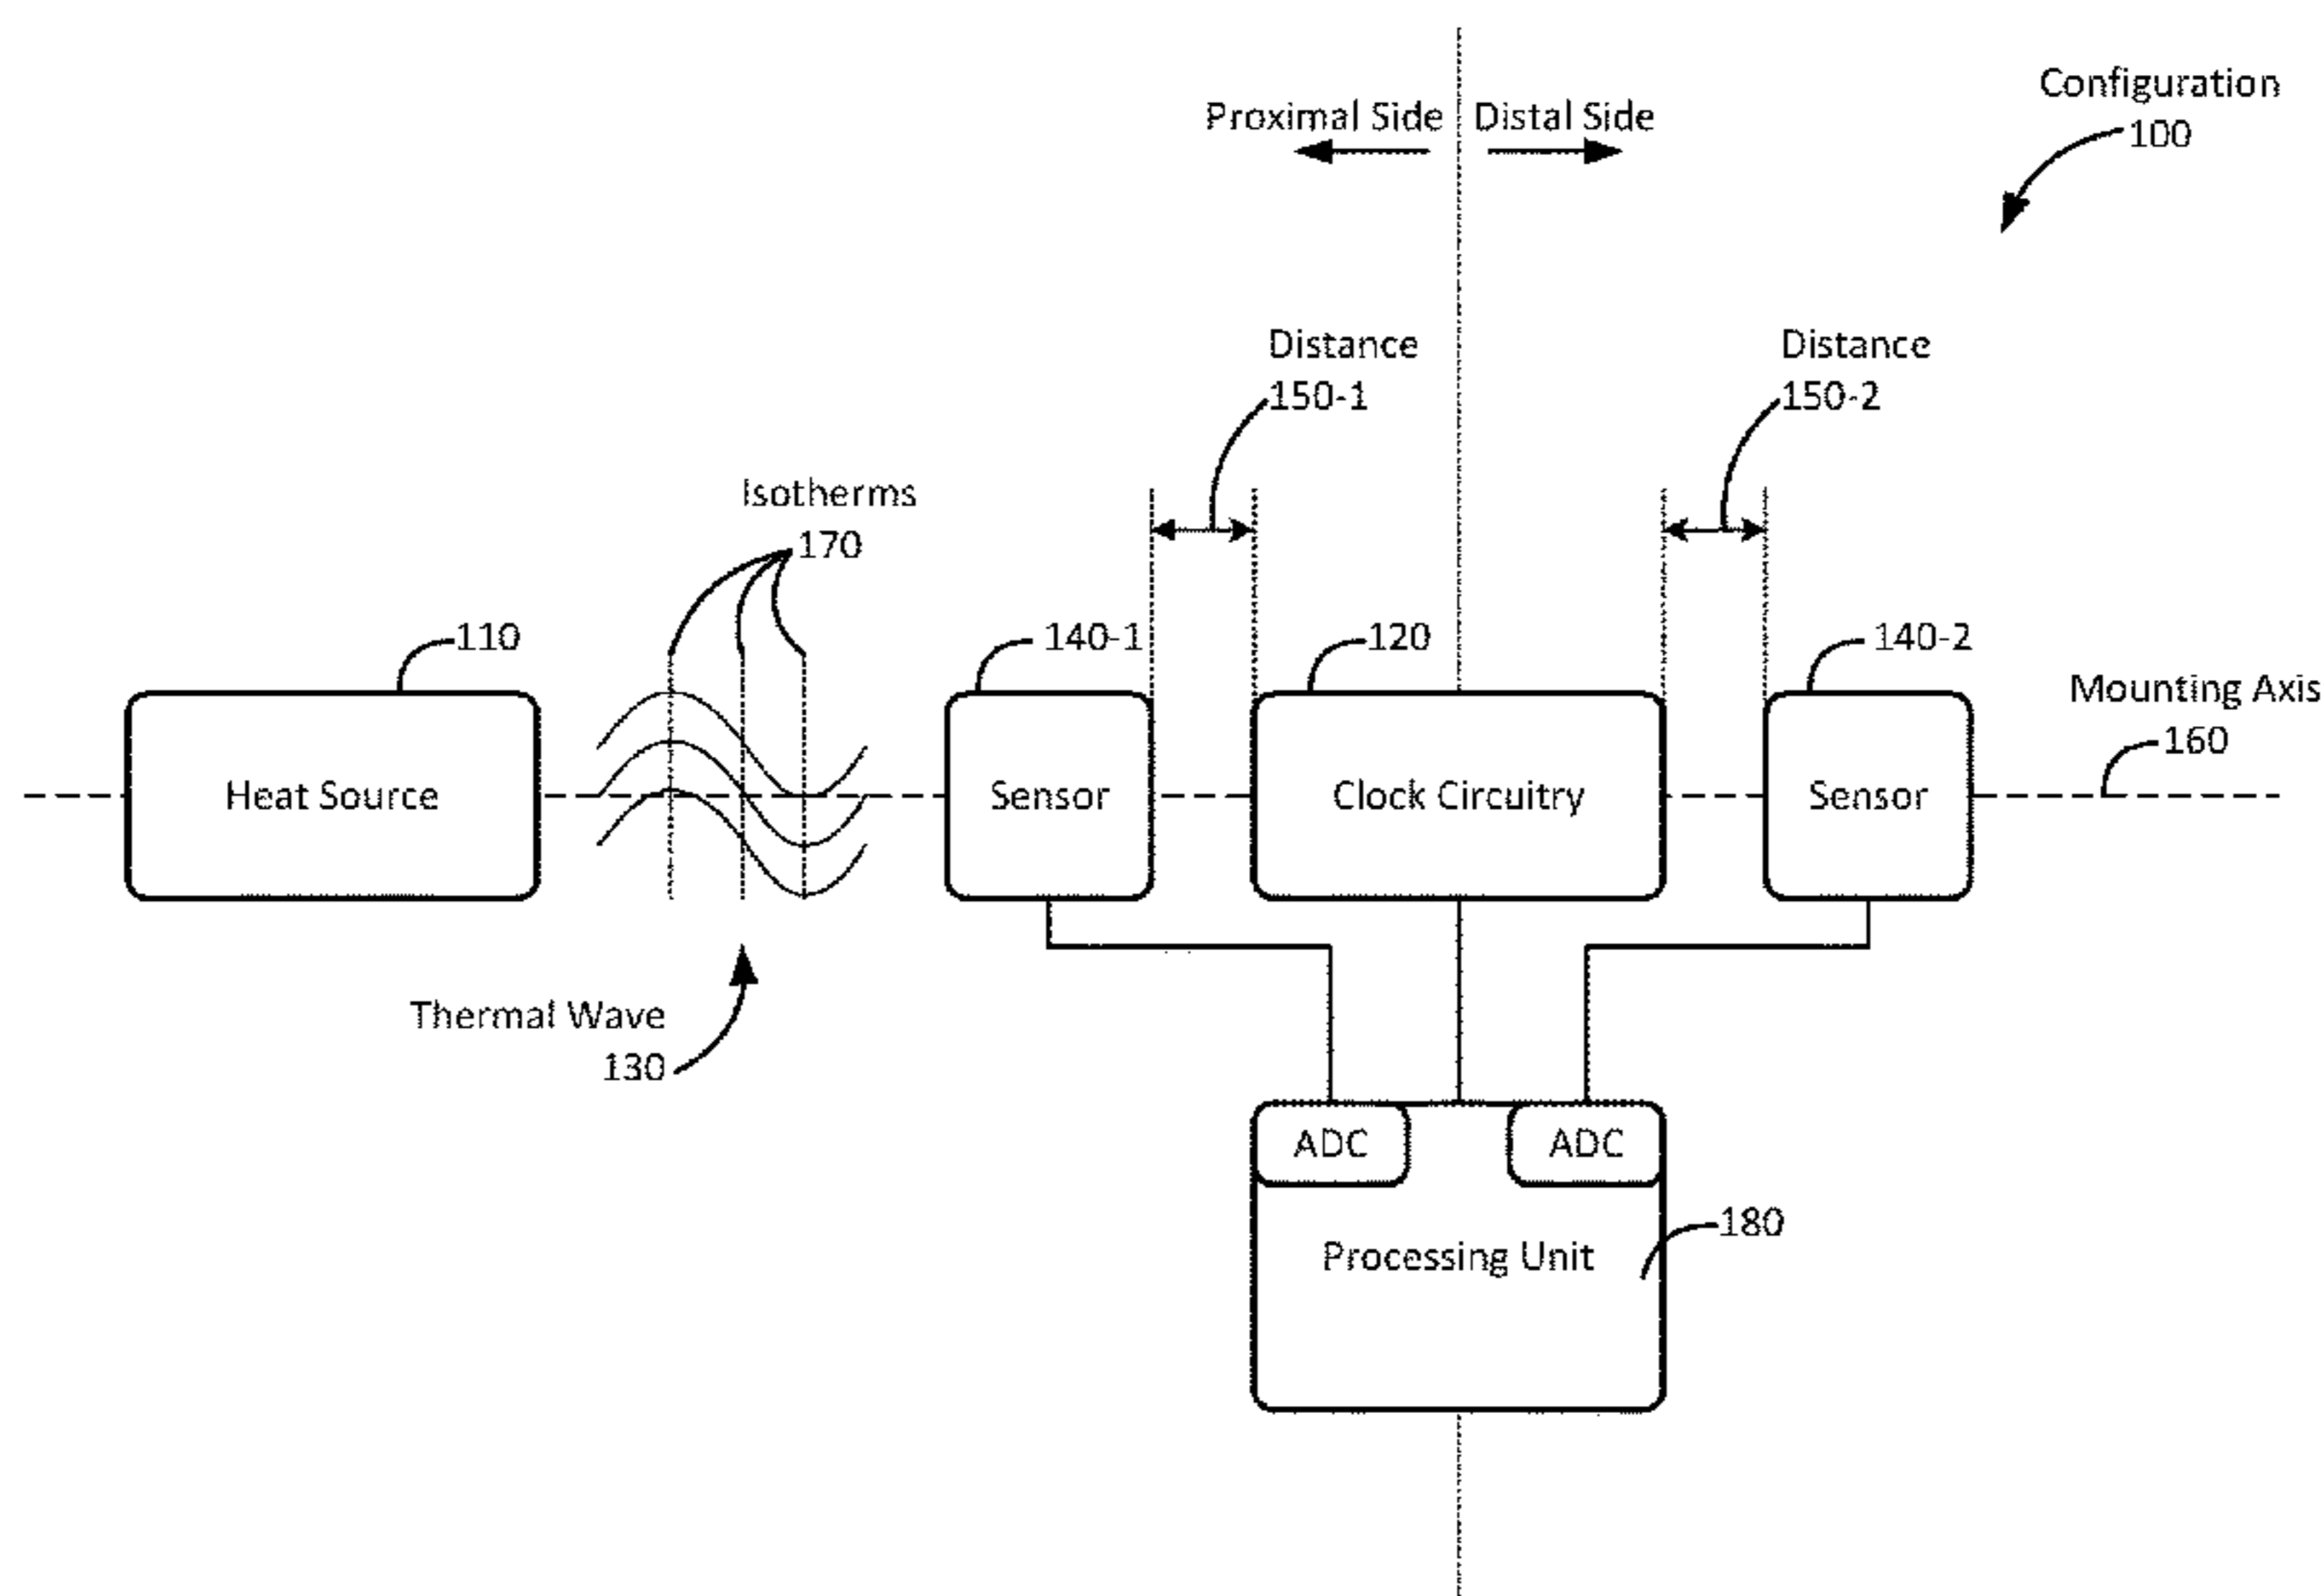 Configuration
100
Proximal Side
Distal Side
Distance
150-1
Distance
150-2
Isotherms
170
110
140-1
120
140-2
Mounting Axis
160
Heat Source
Sensor
Clock Circuitry
Sensor
Thermal Wave
130
ADC
ADC
180
Processing Unit